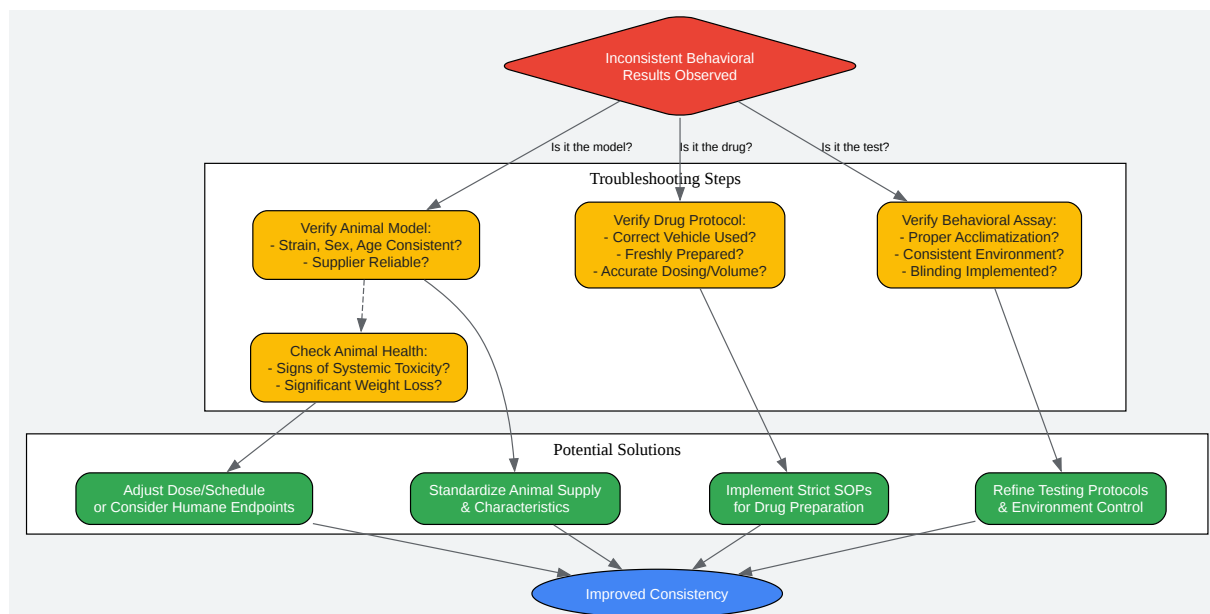 Inconsistent Behavioral
Results Observed
Is it the model?
Is it the drug?
Is it the test?
Troubleshooting Steps
Verify Animal Model:
- Strain, Sex, Age Consistent?
- Supplier Reliable?
Verify Drug Protocol:
- Correct Vehicle Used?
- Freshly Prepared?
- Accurate Dosing/Volume?
Verify Behavioral Assay:
- Proper Acclimatization?
- Consistent Environment?
- Blinding Implemented?
Check Animal Health:
- Signs of Systemic Toxicity?
- Significant Weight Loss?
Potential Solutions
Adjust Dose/Schedule
or Consider Humane Endpoints
Standardize Animal Supply
& Characteristics
Implement Strict SOPs
for Drug Preparation
Refine Testing Protocols
& Environment Control
Improved Consistency